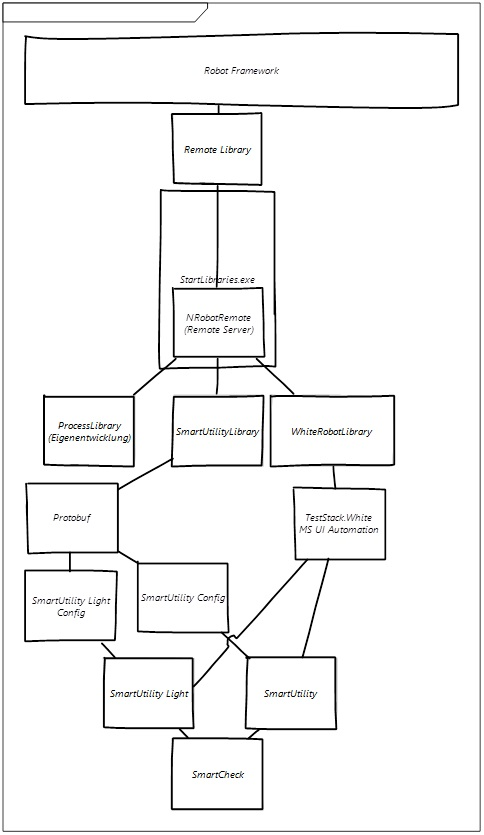 Robot Framework
Remote Library
StartLibraries.exe
NRobotRemote
(Remote Server)
ProcessLibrary
(Eigenentwicklung)
SmartUtilityLibrary
WhiteRobotLibrary
Protobuf
TestStack.White
MS UI Automation
SmartUtility Light
Config
SmartUtility Config
SmartUtility Light
SmartUtility
SmartCheck